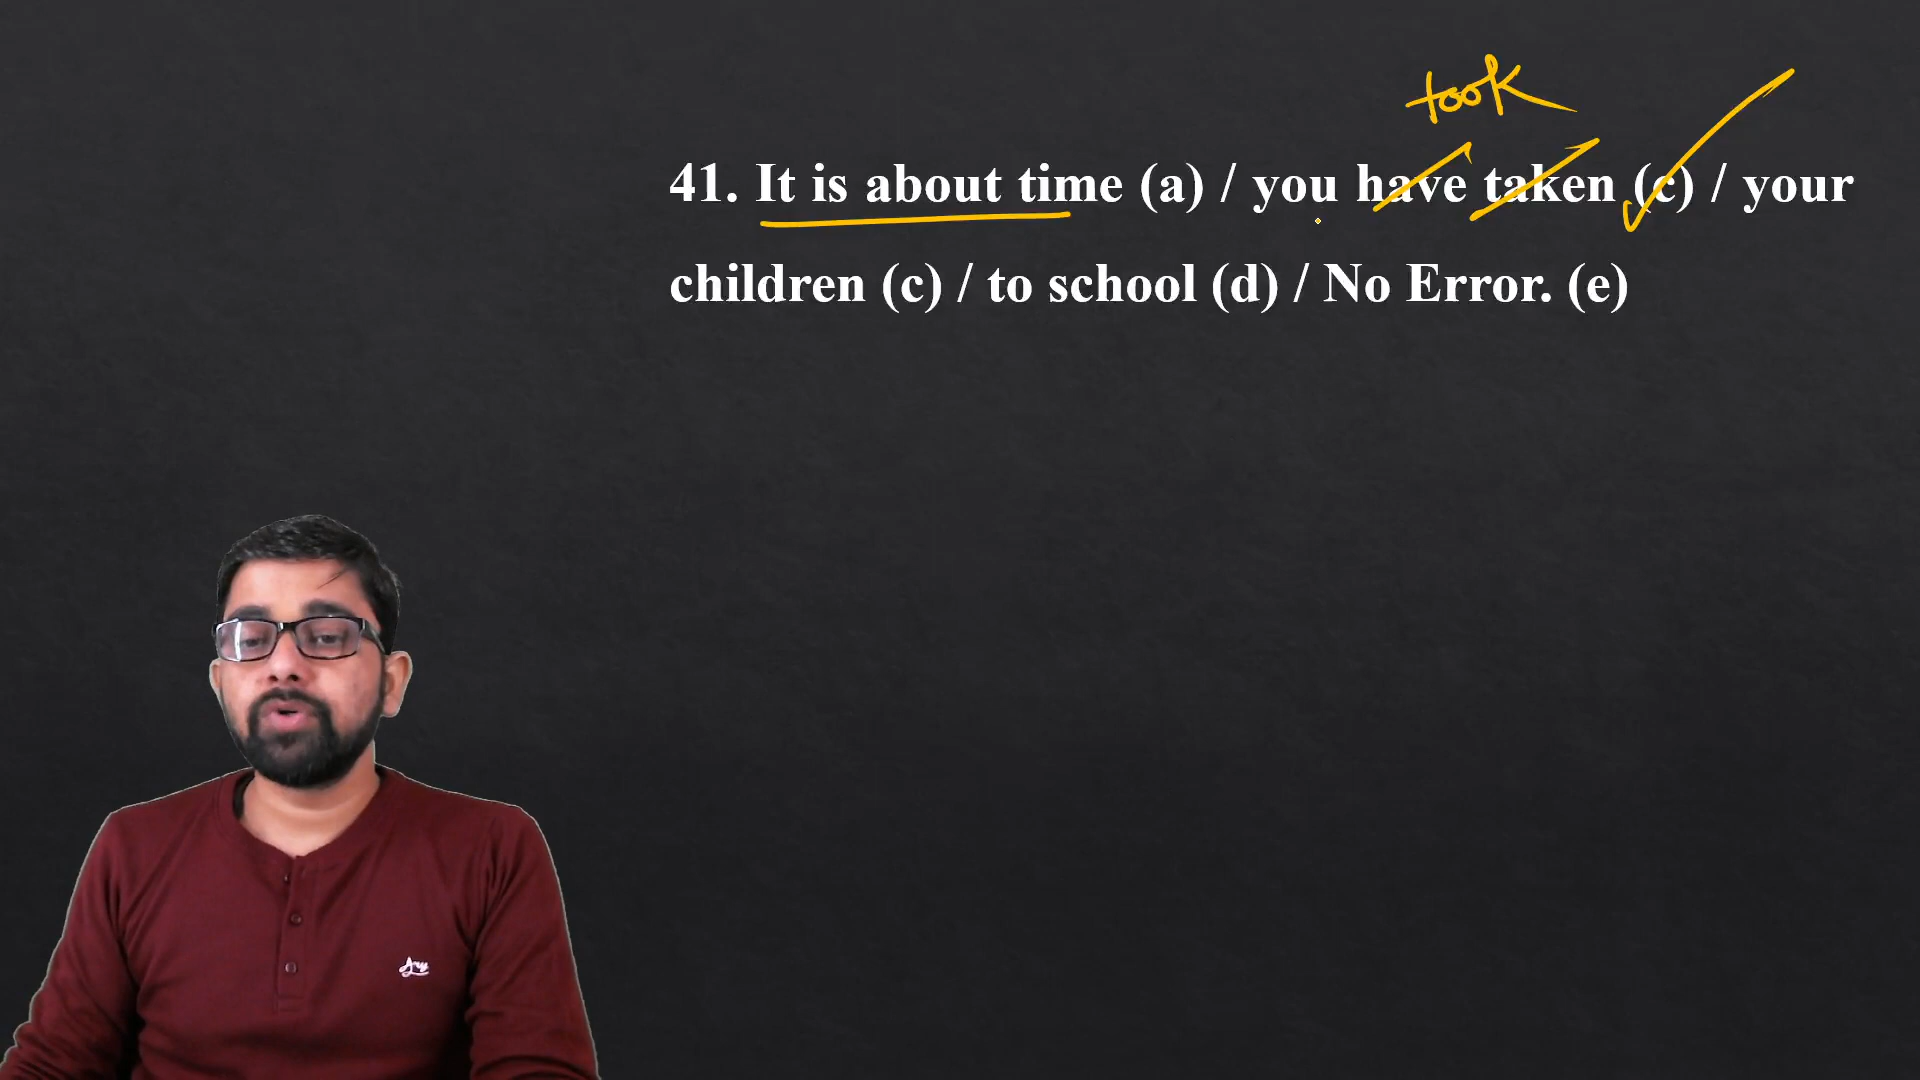 took
41. It is about time (a) / you have taken (c) / your
children (c) / to school (d) / No Error. (e)